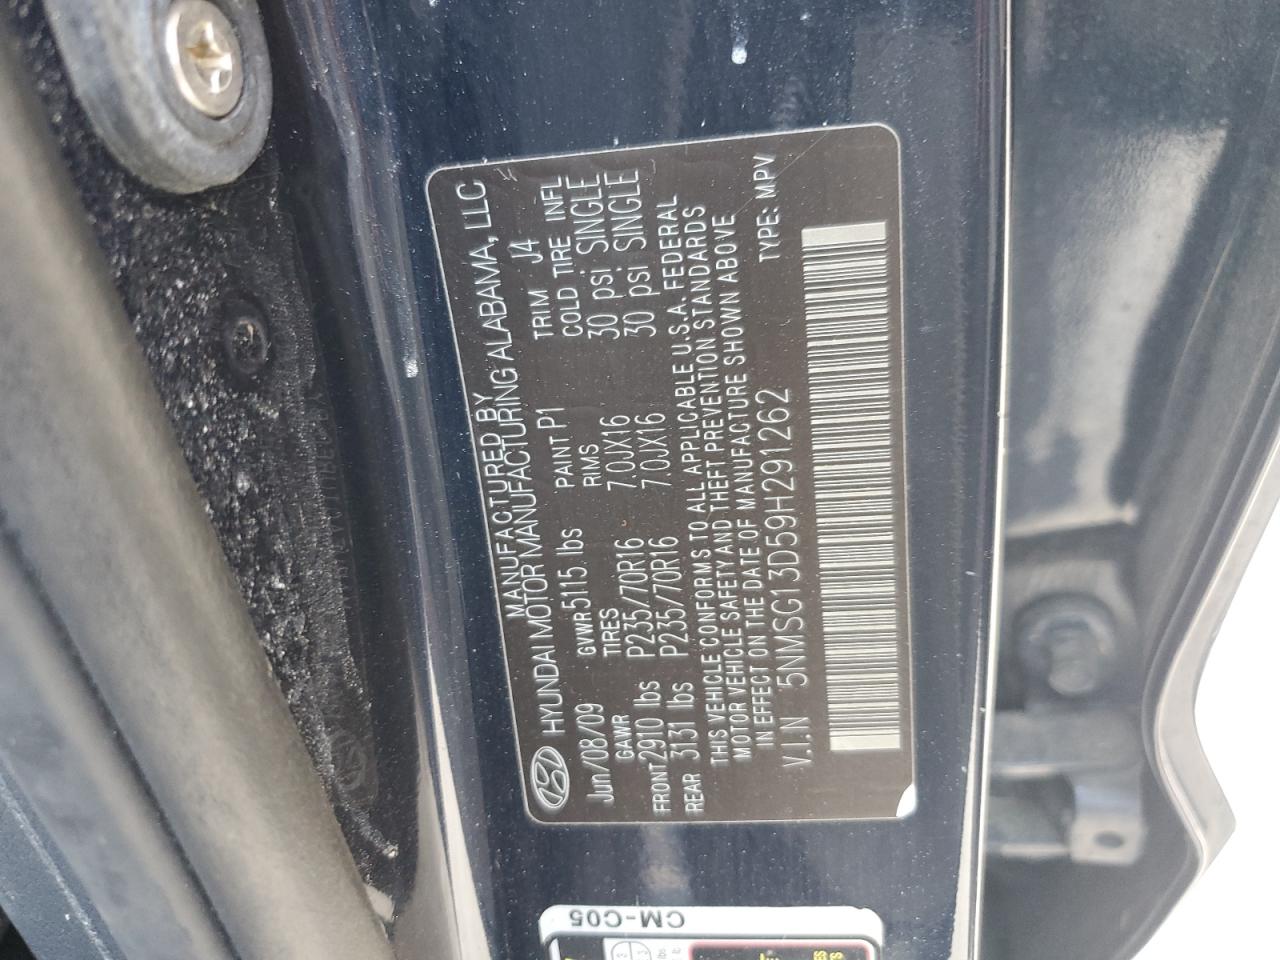 MANUFACTURED BY
HYUNDAI MOTOR MANUFACTURING ALABAMA, LLC
Jun/08/09 GVWR 5115 lbs PAINT P1 TRIM J4
GAWR TIRES RIMS COLD TIRE INFL
FRONT 2910 lbs P235/70R16 7.0JX16 30 psi SINGLE
REAR 3131 lbs P235/70R16 7.0JX16 30 psi SINGLE
THIS VEHICLE CONFORMS TO ALL APPLICABLE U.S.A. FEDERAL
MOTOR VEHICLE SAFETY AND THEFT PREVENTION STANDARDS
IN EFFECT ON THE DATE OF MANUFACTURE SHOWN ABOVE
V.I.N 5NMSG13D59H291262 TYPE: MPV
CM-C05